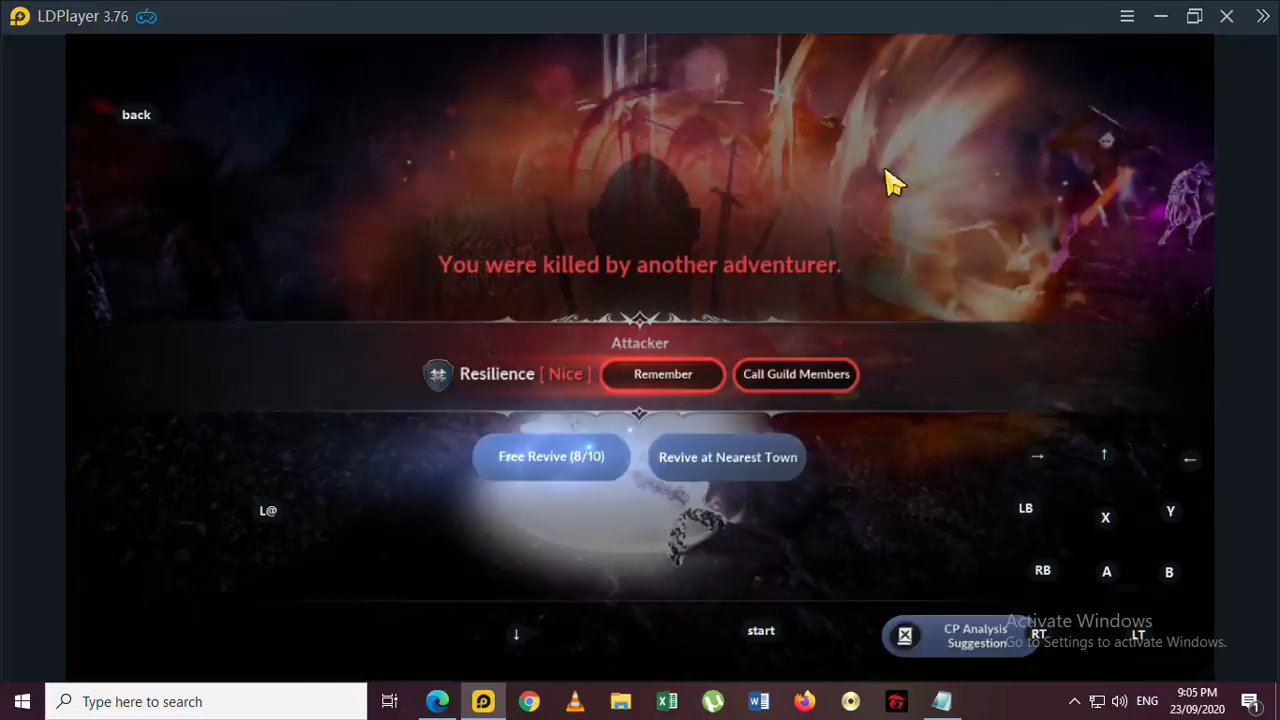 LDPlayer 3.76
back
You were killed by another adventurer.
Attacker
Resilience [ Nice ] Remember Call Guild Members
Free Revive (8/10) Revive at Nearest Town
→ ↑ ←
L@ LB X Y
RB A B
↓ start CP Analysis Suggestion RT LT
Activate Windows
Go to Settings to activate Windows.
Type here to search
ENG
9:05 PM
23/09/2020
1